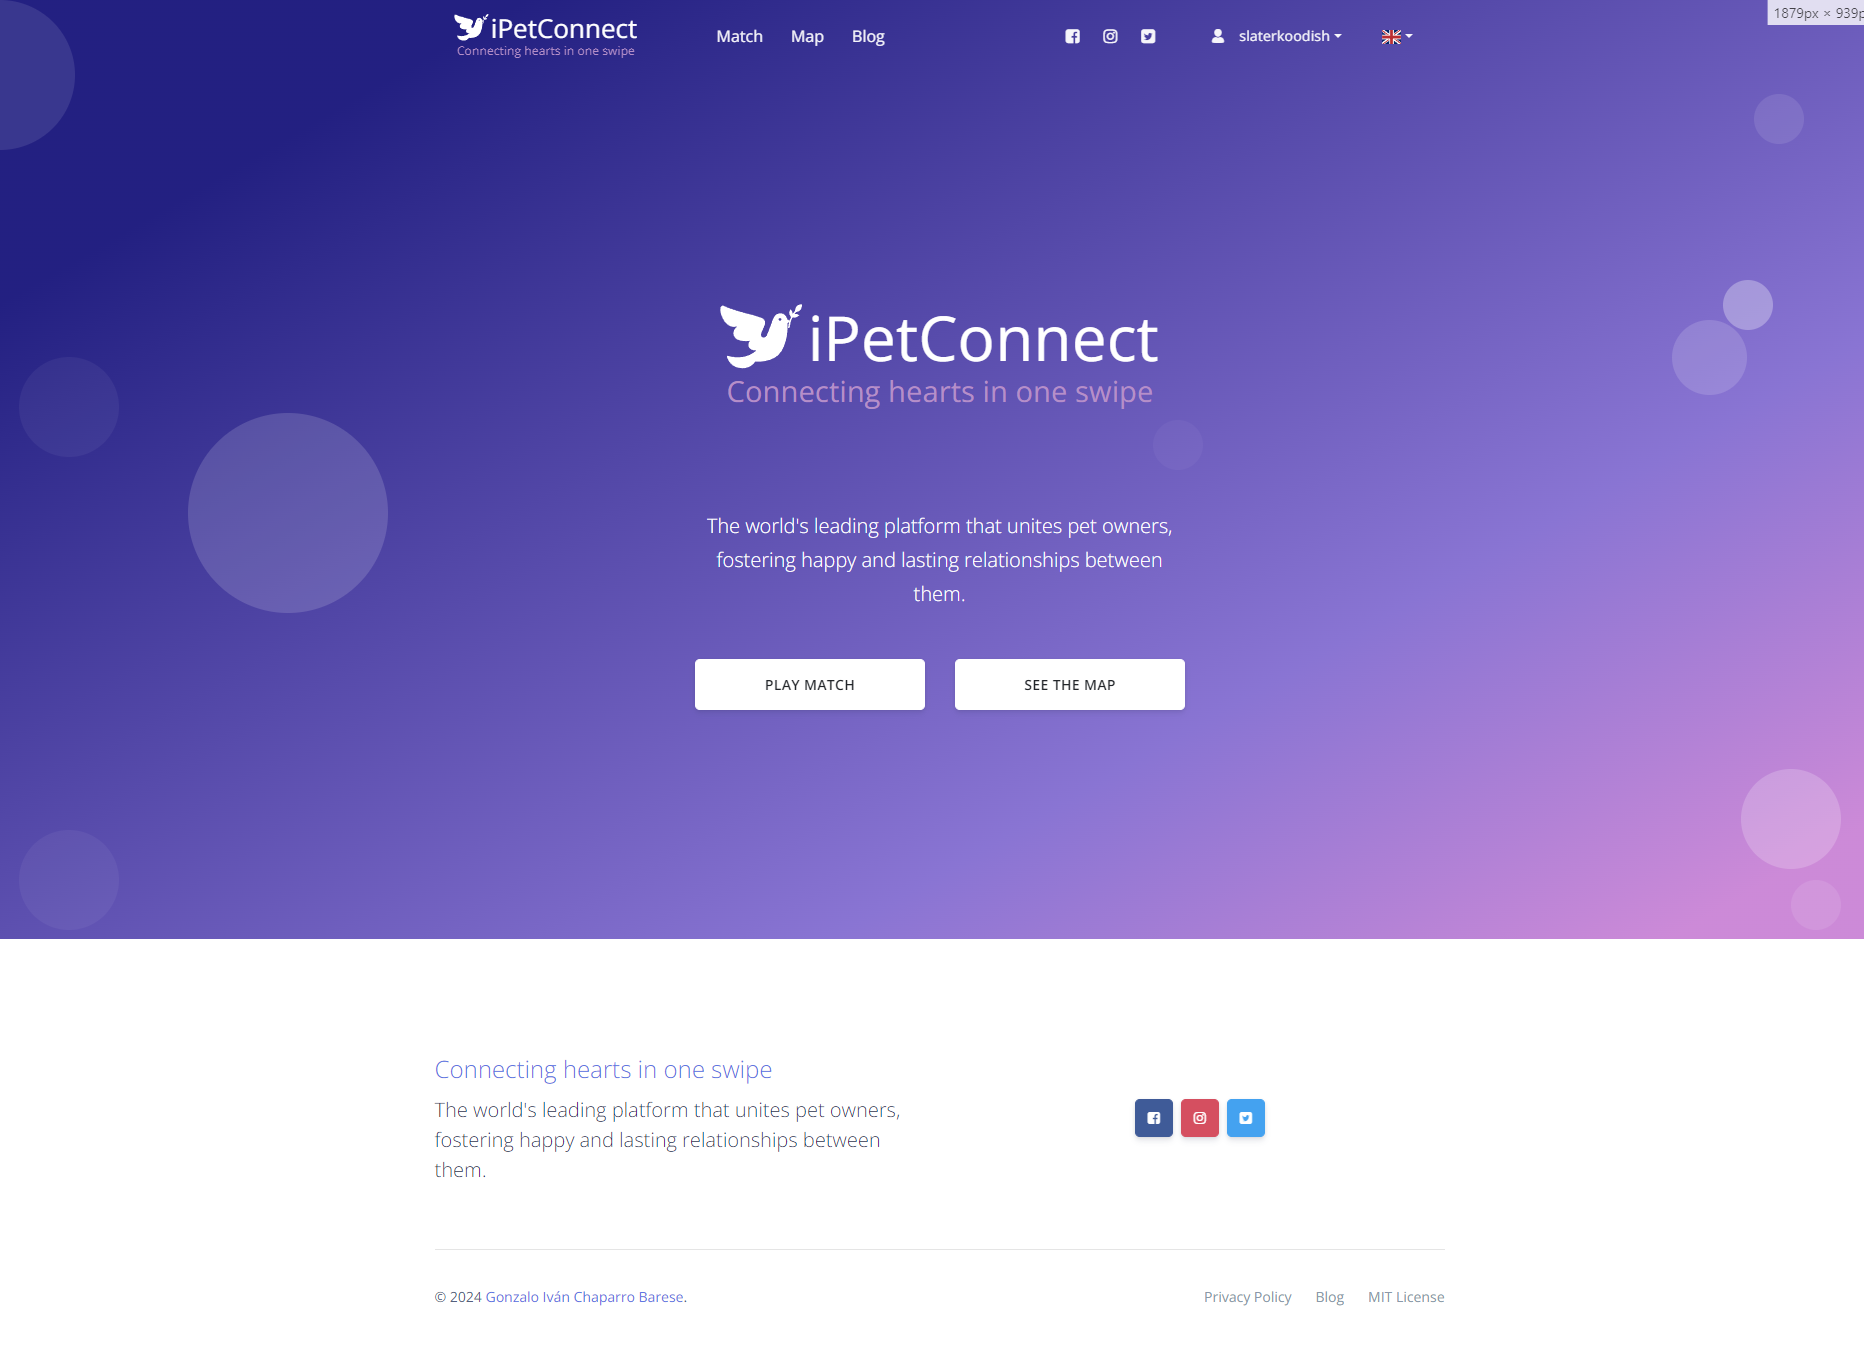 iPetConnect
Connecting hearts in one swipe
Match Map Blog
slaterkoodish
1879px × 939p
iPetConnect
Connecting hearts in one swipe
The world's leading platform that unites pet owners,
fostering happy and lasting relationships between
them.
PLAY MATCH SEE THE MAP
Connecting hearts in one swipe
The world's leading platform that unites pet owners,
fostering happy and lasting relationships between
them.
© 2024 Gonzalo Iván Chaparro Barese.
Privacy Policy Blog MIT License